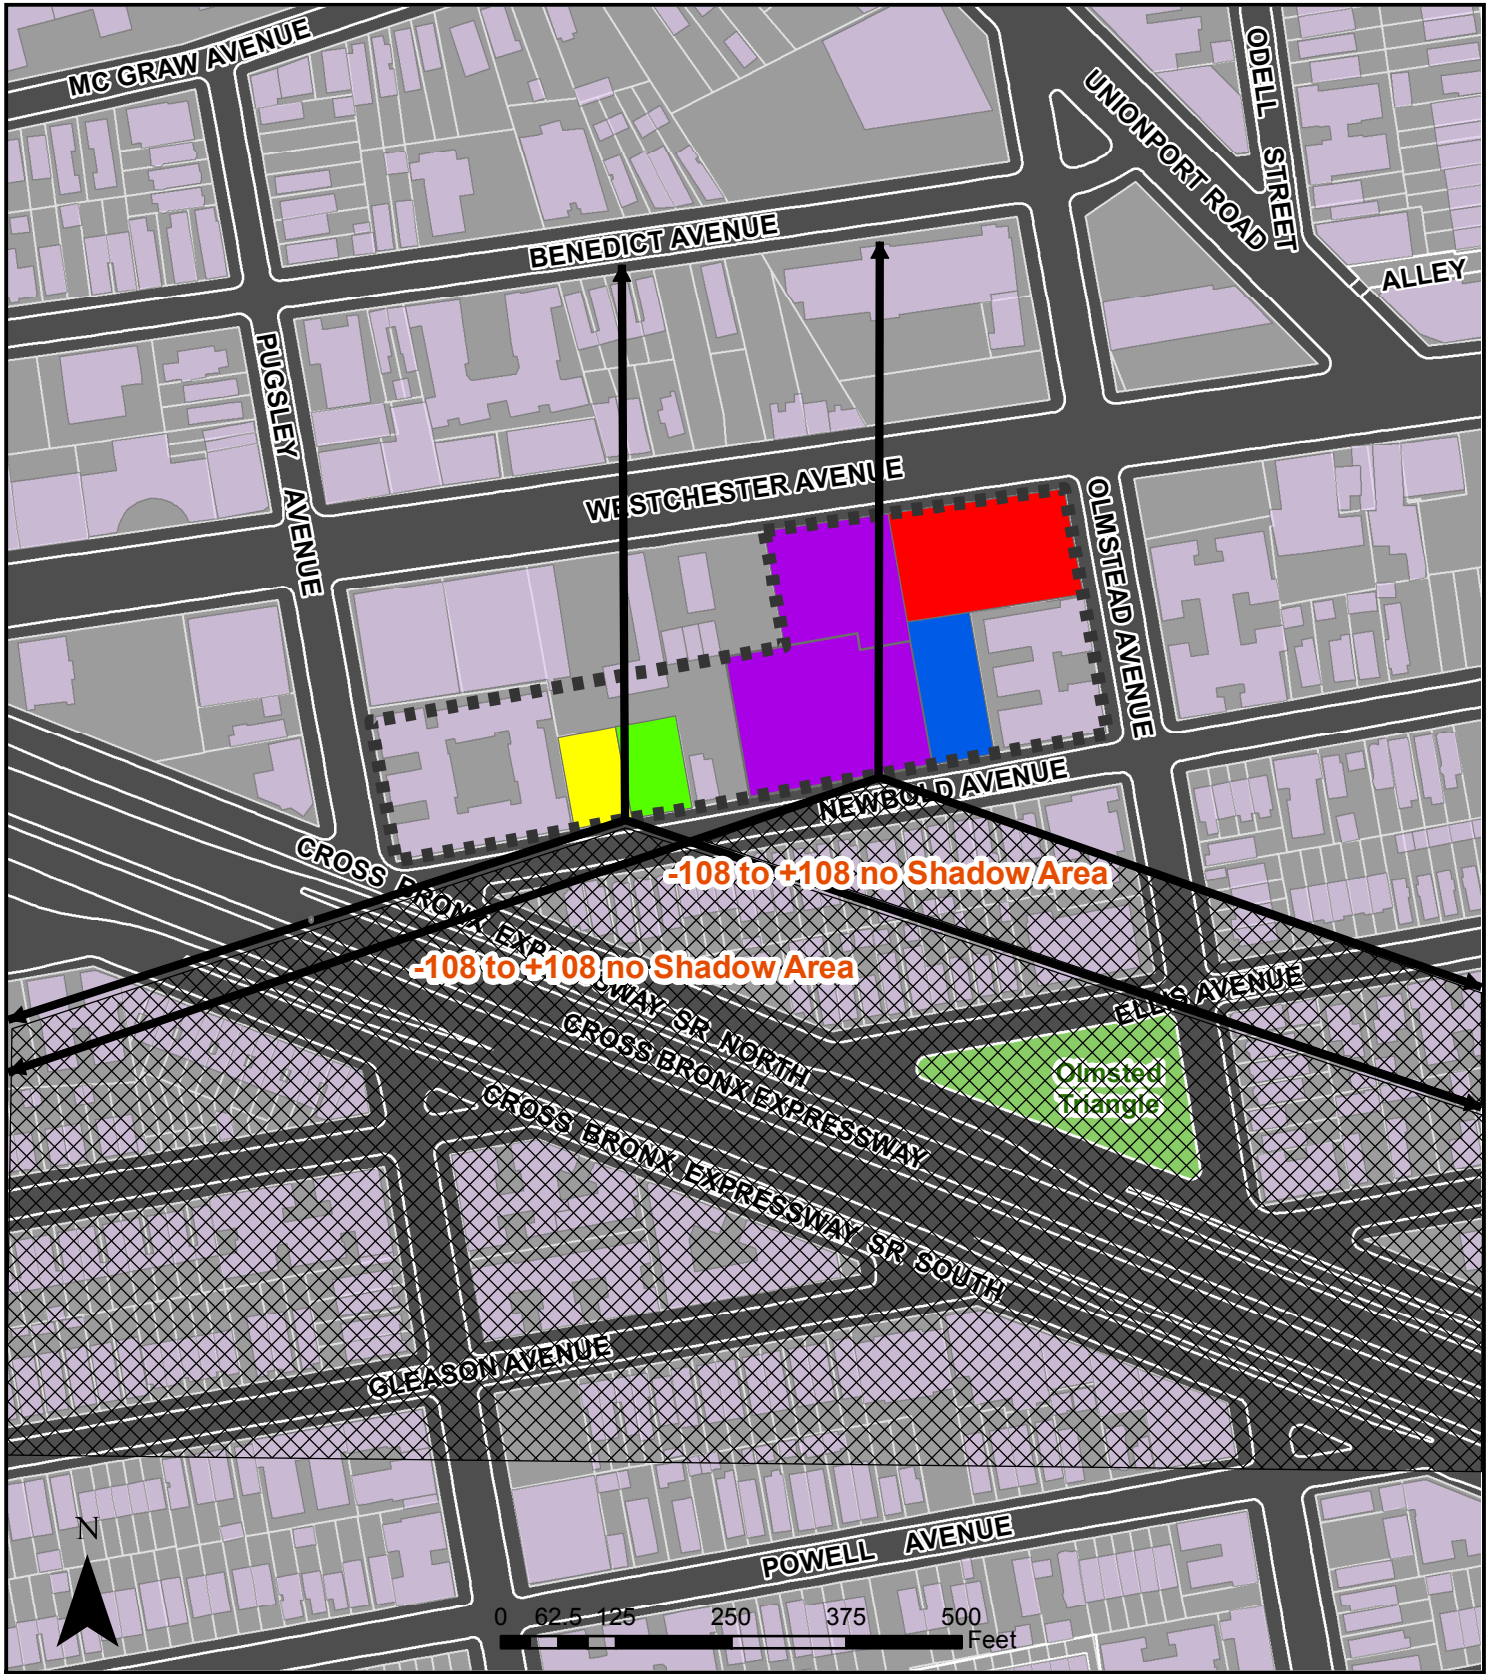 MC GRAW AVENUE
ODELL STREET
UNIONPORT ROAD
BENEDICT AVENUE
ALLEY
PUGSLEY AVENUE
WESTCHESTER AVENUE
OLMSTEAD AVENUE
NEWBOLD AVENUE
CROSS BRONX EXPRESSWAY SR NORTH
-108 to +108 no Shadow Area
-108 to +108 no Shadow Area
ELLIS AVENUE
CROSS BRONX EXPRESSWAY
Olmsted
Triangle
CROSS BRONX EXPRESSWAY SR SOUTH
GLEASON AVENUE
N
POWELL AVENUE
0 62.5 125 250 375 500
Feet